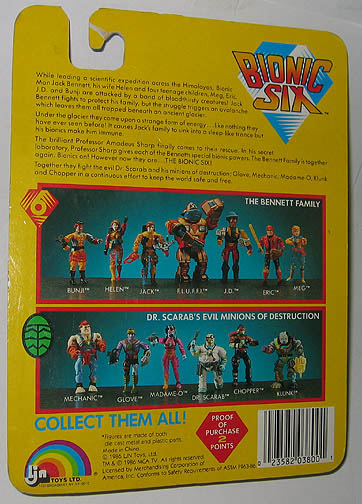 BIONIC
SIX™
While leading a scientific expedition across the Himalayas, Bionic
Man Jack Bennett, his wife Helen and four teenage children, Meg, Eric,
J.D. and Bunji are attacked by a band of bloodthirsty creatures! Jack
Bennett fights to protect his family, but the struggle triggers an avalanche
which leaves them all trapped beneath an ancient glacier.
Under the glacier they come upon a strange form of energy...like nothing they
have ever seen before! It causes Jack's family to sink into a sleep-like trance but
his bionics make him immune.
The brilliant Professor Amadeus Sharp finally comes to their rescue. In his secret
laboratory, Professor Sharp gives each of the Bennetts special bionic powers. The Bennett Family is together
again. Bionics on! However now they are....THE BIONIC SIX!
Together they fight the evil Dr. Scarab and his minions of destruction: Glove, Mechanic, Madame O, Klunk
and Chopper in a continuous effort to keep the world safe and free.
6
THE BENNETT FAMILY
BUNJI™ HELEN™ JACK™ F.L.U.F.F.I.™ J.D.™ ERIC™ MEG™
DR. SCARAB'S EVIL MINIONS OF DESTRUCTION
MECHANIC™ GLOVE™ MADAME-O™ DR. SCARAB™ CHOPPER™ KLUNK™
COLLECT THEM ALL!
*Figures are made of both
die cast metal and plastic parts.
Made in China
© 1986 LJN Toys, Ltd.
TM & © 1986 MCA TV. All rights reserved.
Licensed by Merchandising Corporation of
America, Inc. Conforms to Safety Requirements of ASTM F963-86
PROOF
OF
PURCHASE
2
POINTS
0 23582 03800 1
LJN
TOYS LTD.